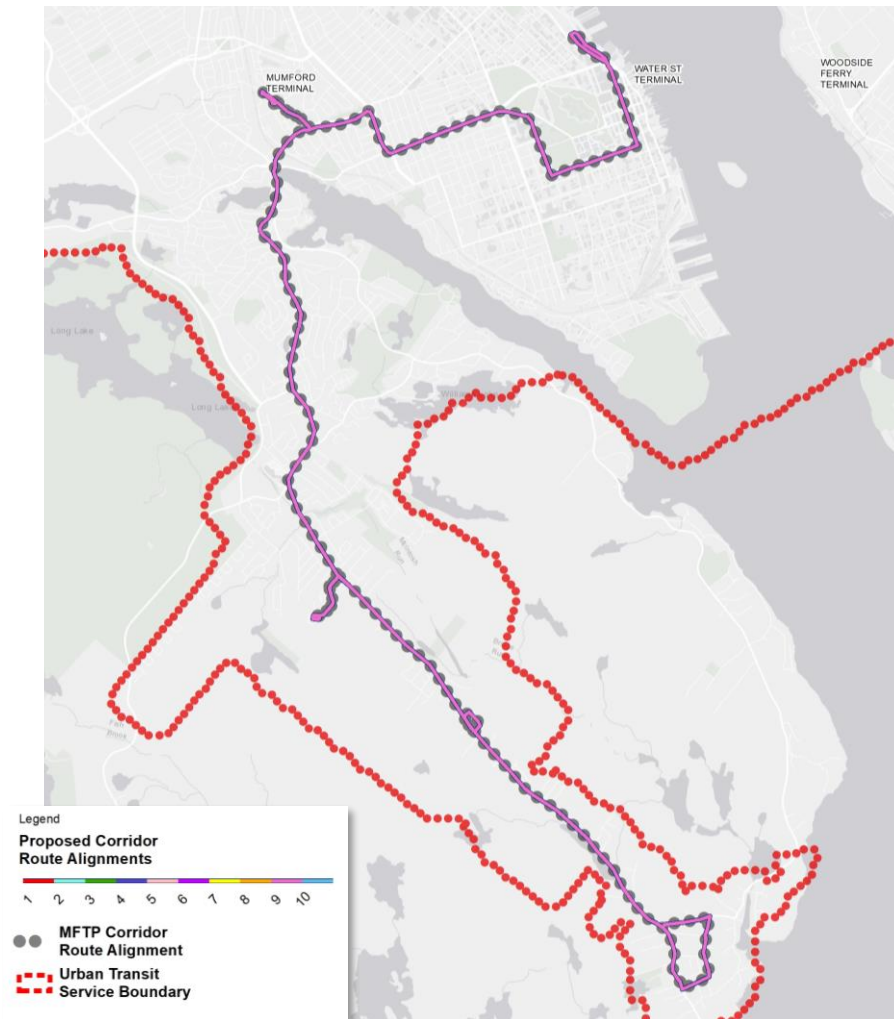 MUMFORD
TERMINAL
WATER ST
TERMINAL
WOODSIDE
FERRY
TERMINAL
Long Lake
Long Lake
Legend
Proposed Corridor
Route Alignments
1 2 3 4 5 6 7 8 9 10
MFTP Corridor
Route Alignment
Urban Transit
Service Boundary